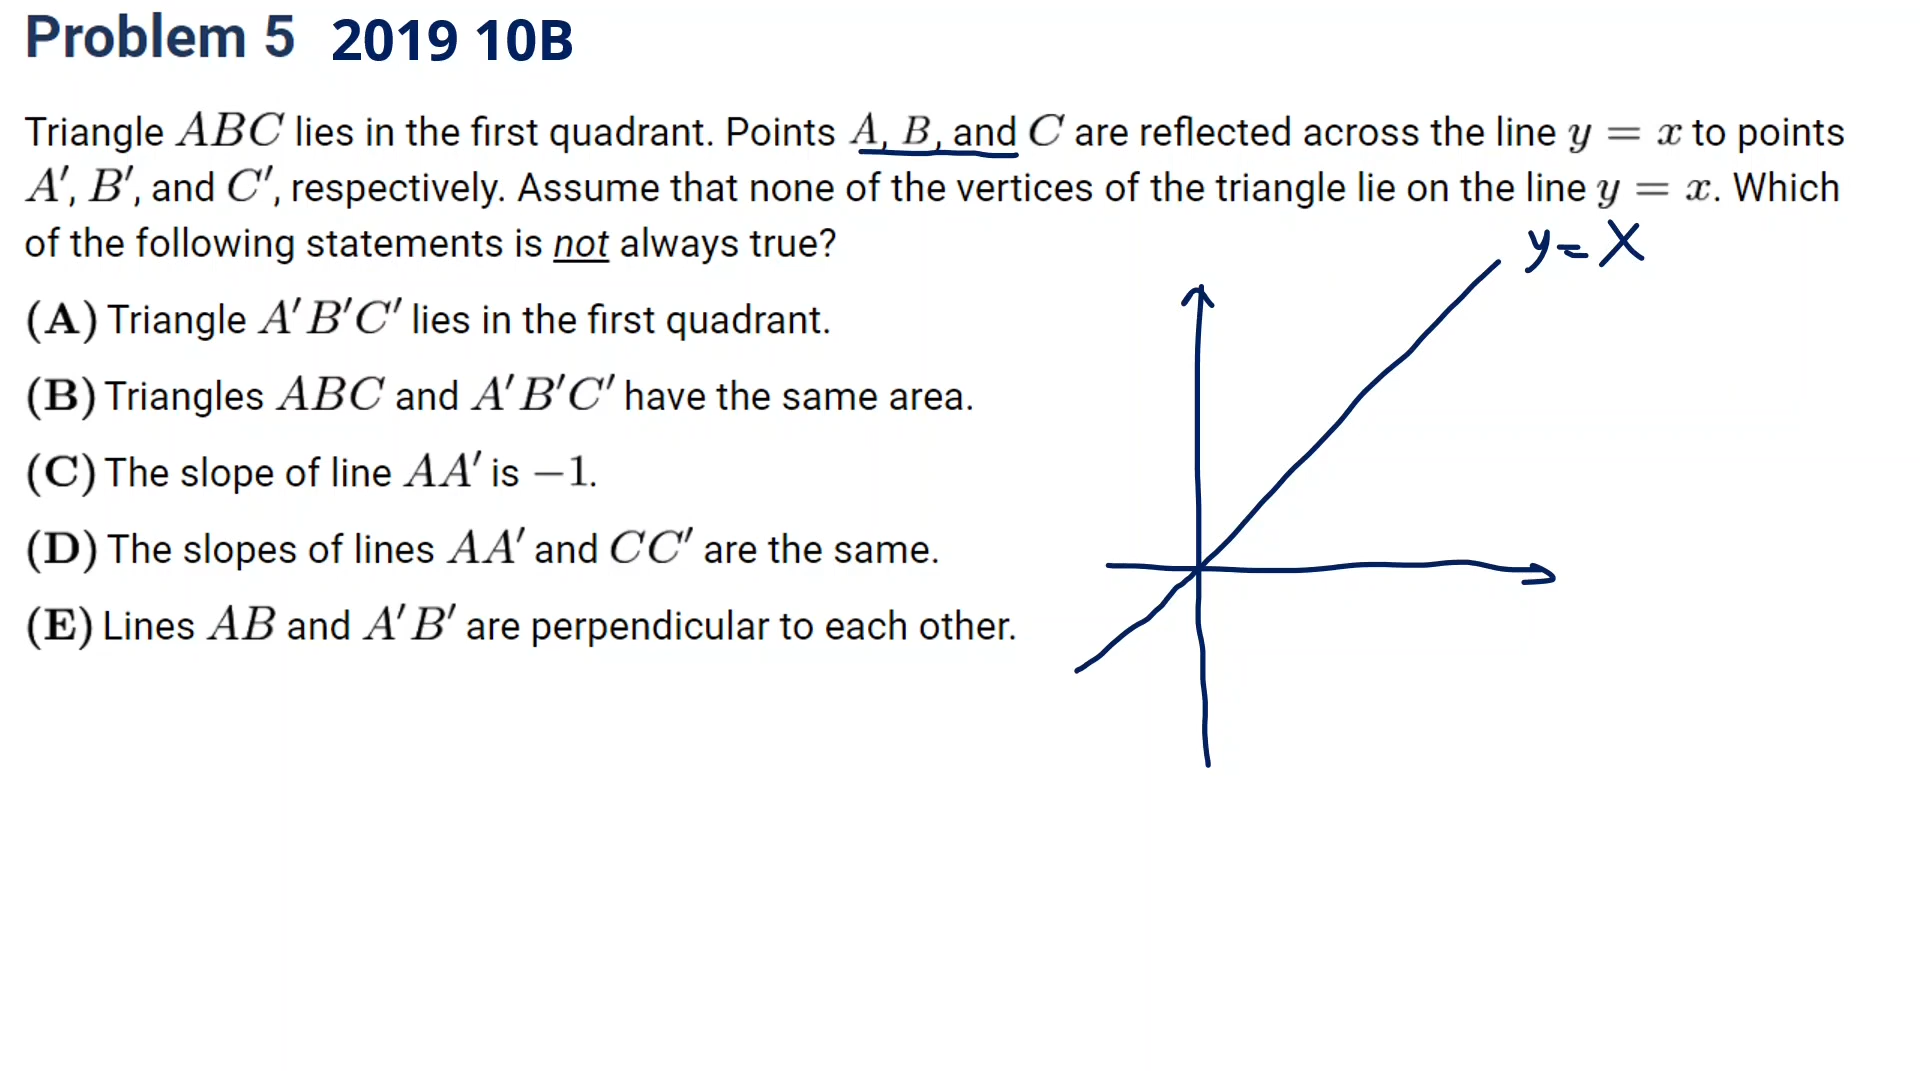 Problem 5 2019 10B
Triangle ABC lies in the first quadrant. Points A, B, and C are reflected across the line y = x to points
A′, B′, and C′, respectively. Assume that none of the vertices of the triangle lie on the line y = x. Which
of the following statements is not always true?
y = x
(A) Triangle A′B′C′ lies in the first quadrant.
(B) Triangles ABC and A′B′C′ have the same area.
(C) The slope of line AA′ is −1.
(D) The slopes of lines AA′ and CC′ are the same.
(E) Lines AB and A′B′ are perpendicular to each other.